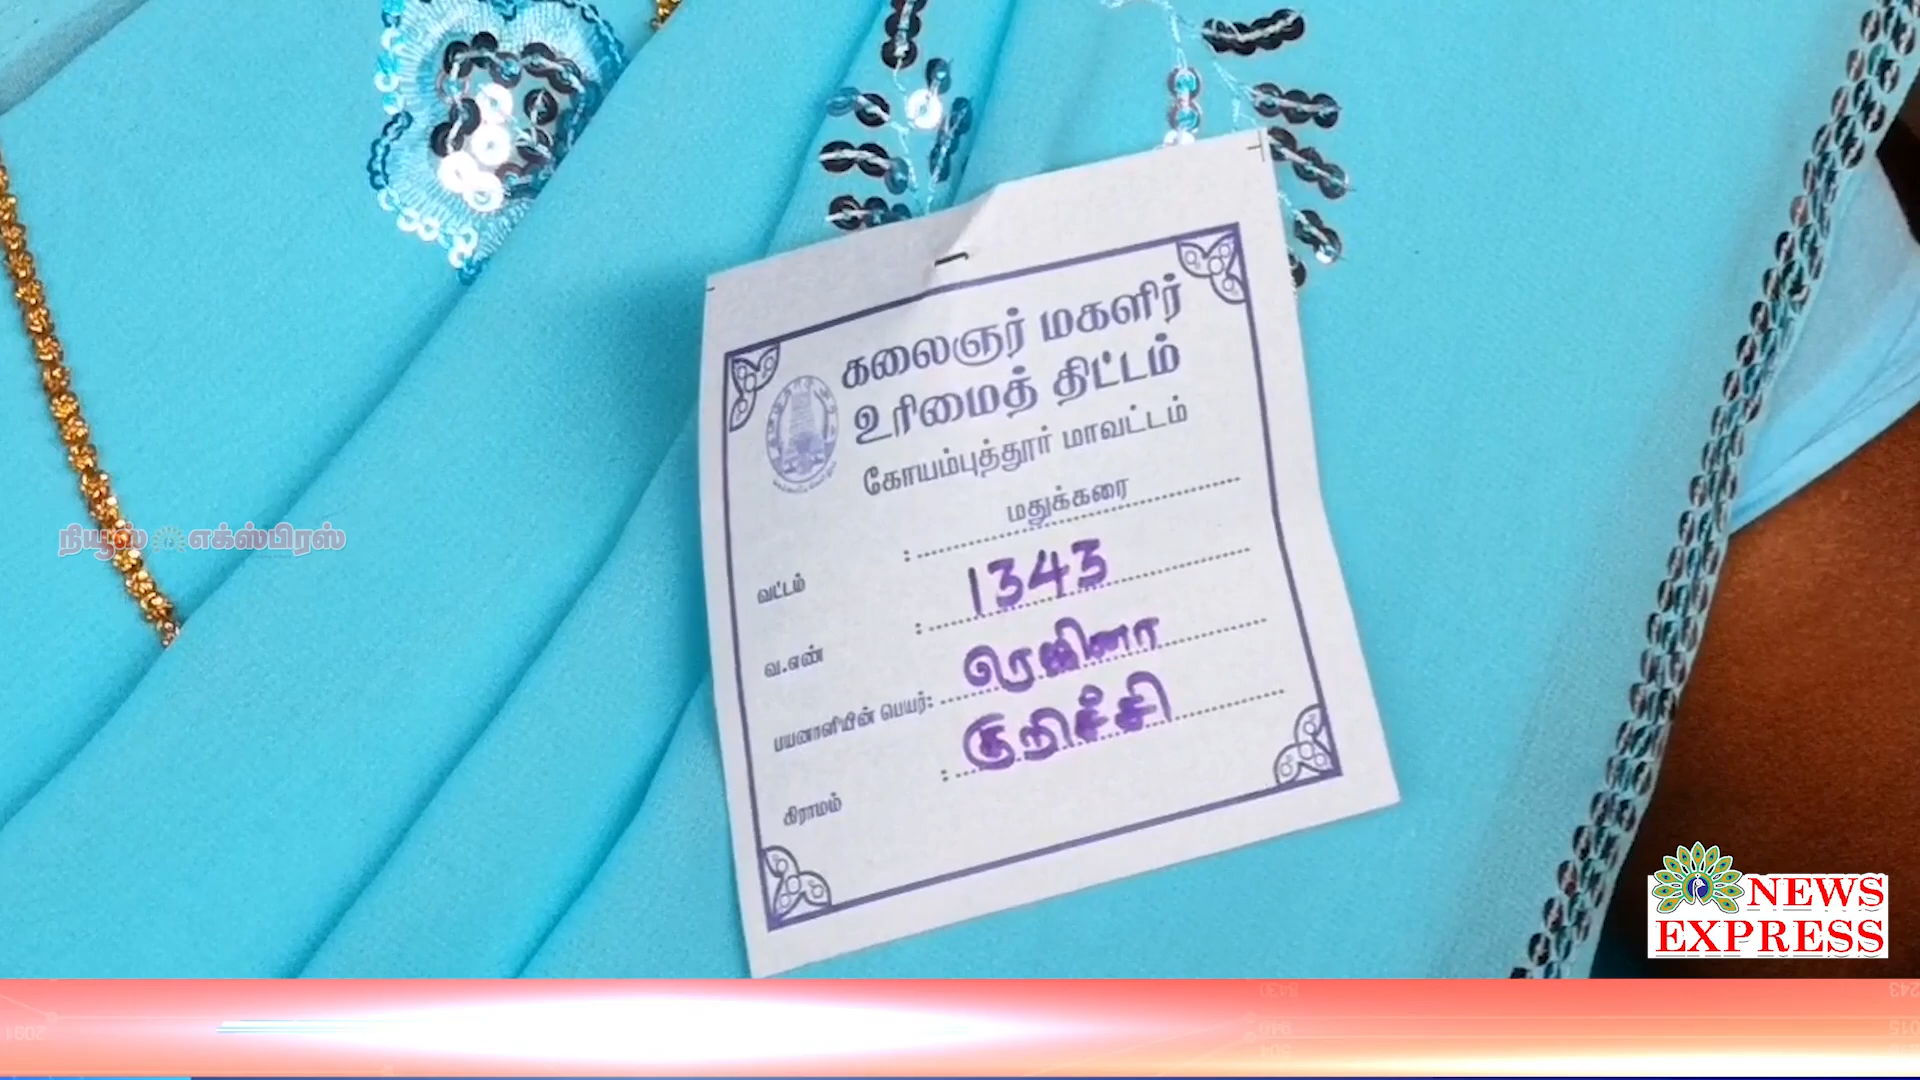 கலைஞர் மகளிர்
உரிமைத் திட்டம்
கோயம்புத்தூர் மாவட்டம்
வட்டம் : மதுக்கரை
வ.எண் : 1343
பயனாளியின் பெயர்: ரெஜினா
கிராமம் : குறிச்சி
நியூஸ் எக்ஸ்பிரஸ்
NEWS
EXPRESS